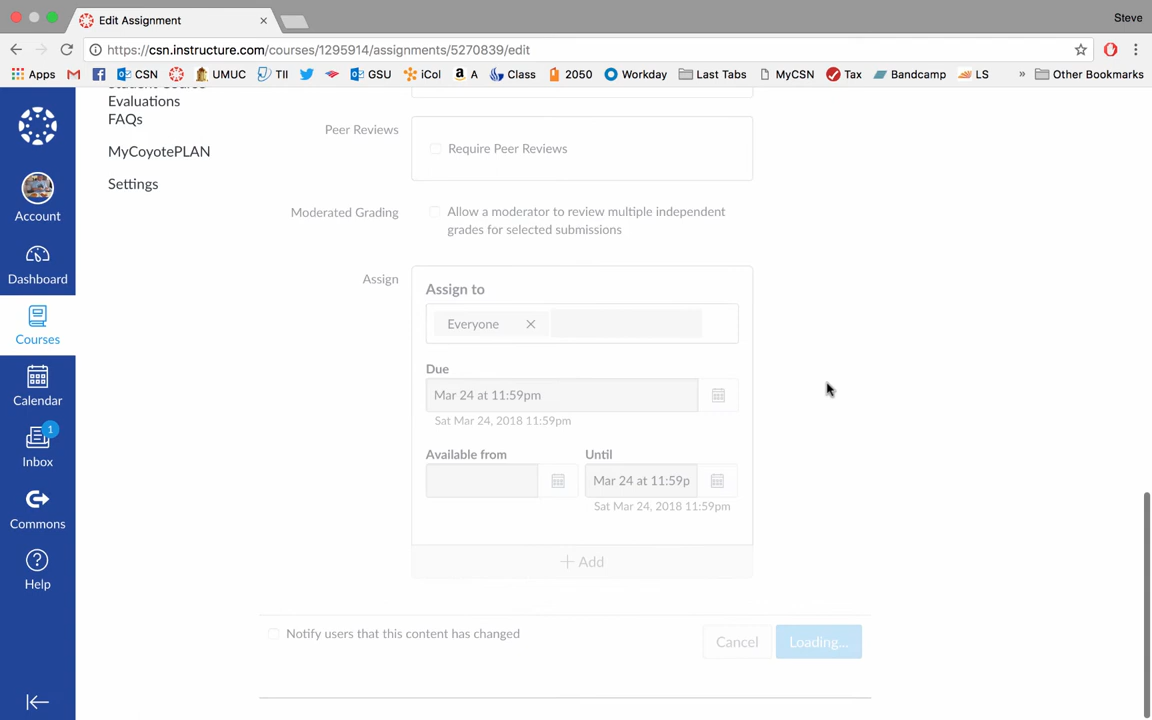 Edit Assignment
Steve
https://csn.instructure.com/courses/1295914/assignments/5270839/edit
Apps CSN UMUC TII GSU iCol A Class 2050 Workday Last Tabs MyCSN Tax Bandcamp LS » Other Bookmarks
Student Course
Evaluations
FAQs
MyCoyotePLAN
Settings
Account
Dashboard
Courses
Calendar
1
Inbox
Commons
Help
Peer Reviews
Require Peer Reviews
Moderated Grading
Allow a moderator to review multiple independent
grades for selected submissions
Assign
Assign to
Everyone
Due
Mar 24 at 11:59pm
Sat Mar 24, 2018 11:59pm
Available from
Until
Mar 24 at 11:59p
Sat Mar 24, 2018 11:59pm
+ Add
Notify users that this content has changed
Cancel
Loading...